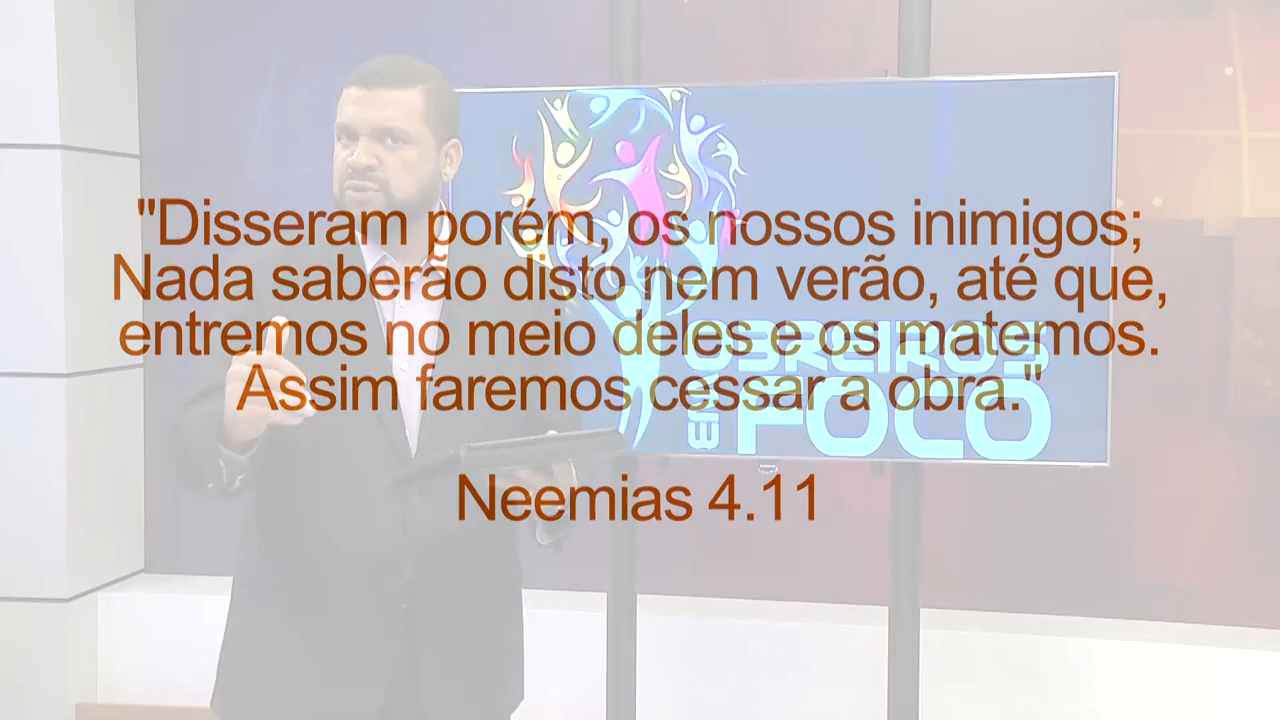 "Disseram porém, os nossos inimigos;
Nada saberão disto nem verão, até que,
entremos no meio deles e os matemos.
Assim faremos cessar a obra."
Neemias 4.11
OBREIROS
EM FOCO